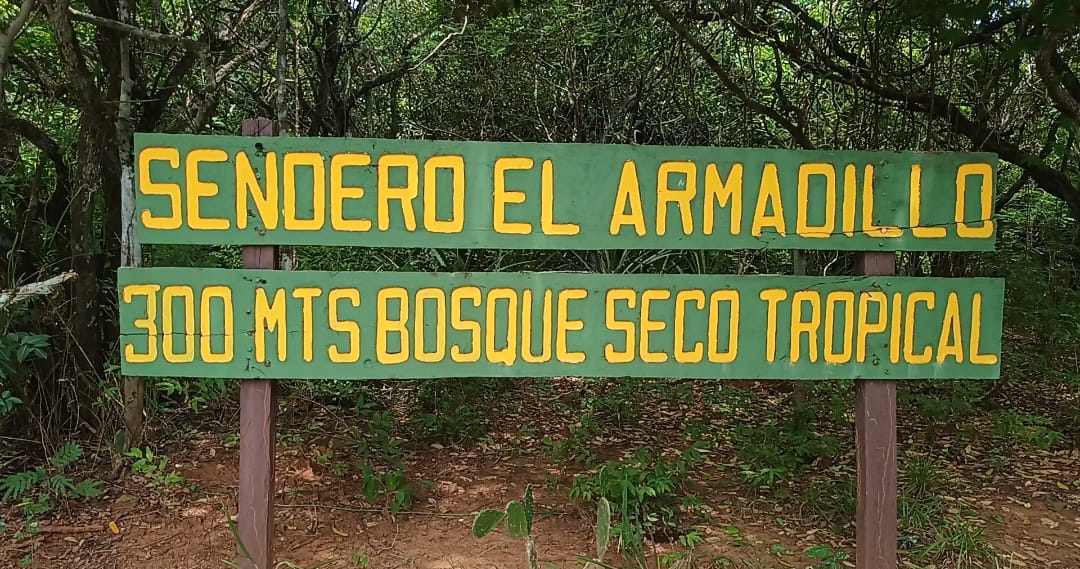 SENDERO EL ARMADILLO
300 MTS BOSQUE SECO TROPICAL